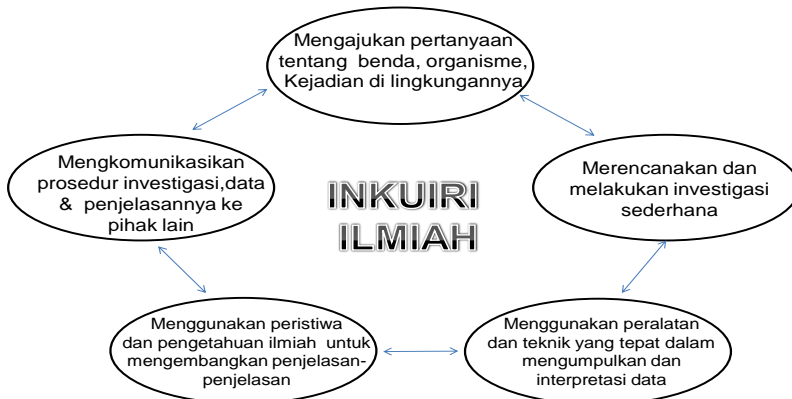 Mengajukan pertanyaan
tentang benda, organisme,
Kejadian di lingkungannya
Mengkomunikasikan
prosedur investigasi,data
& penjelasannya ke
pihak lain
INKUIRI
ILMIAH
Merencanakan dan
melakukan investigasi
sederhana
Menggunakan peristiwa
dan pengetahuan ilmiah untuk
mengembangkan penjelasan-
penjelasan
Menggunakan peralatan
dan teknik yang tepat dalam
mengumpulkan dan
interpretasi data